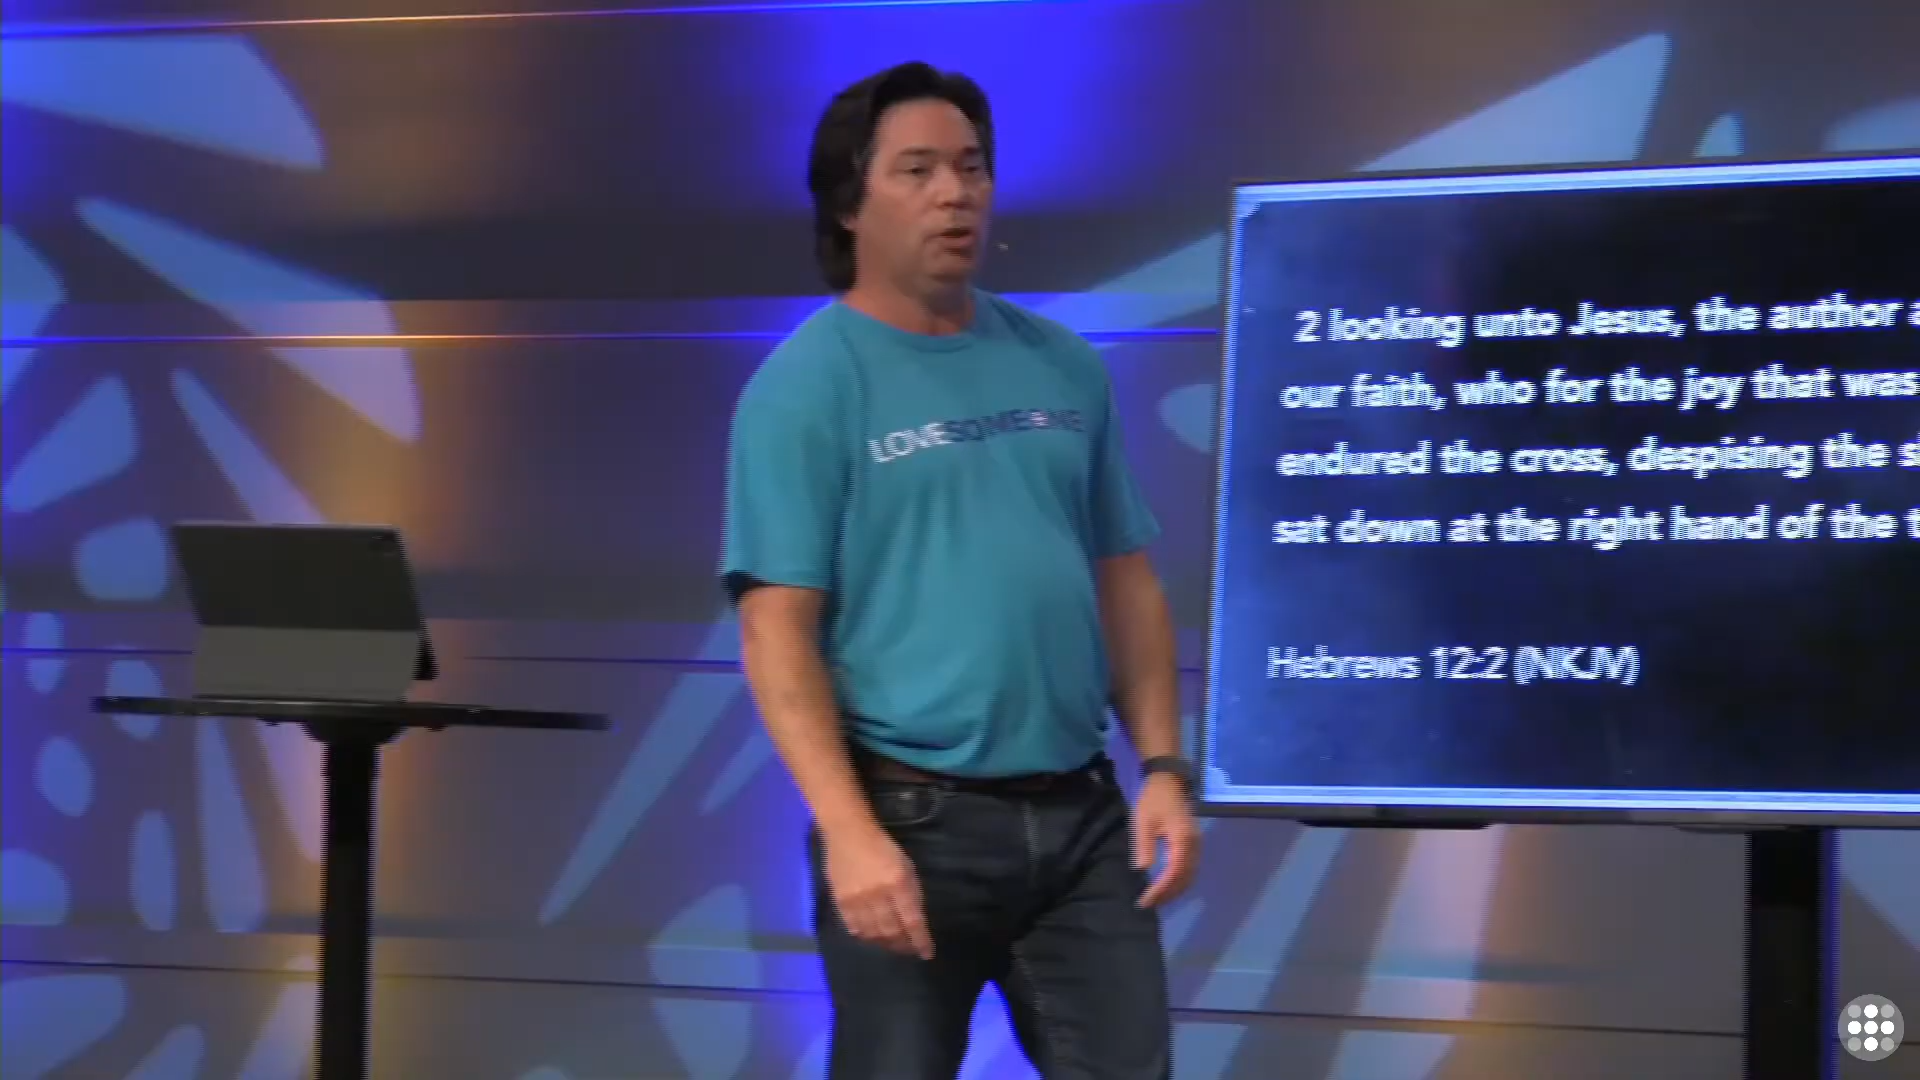 LOVESOMEONE
2 looking unto Jesus, the author
our faith, who for the joy that was
endured the cross, despising the
sat down at the right hand of the
Hebrews 12:2 (NKJV)